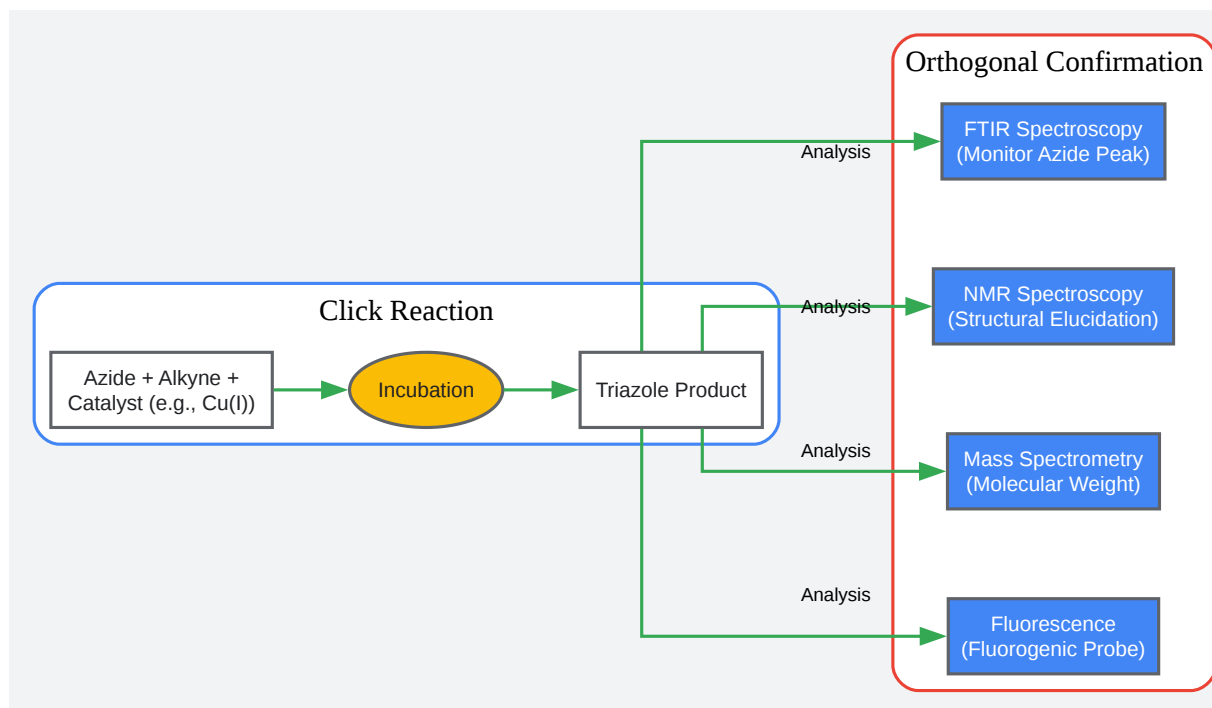 Orthogonal Confirmation
FTIR Spectroscopy
(Monitor Azide Peak)
Analysis
NMR Spectroscopy
(Structural Elucidation)
Analysis
Click Reaction
Azide + Alkyne +
Catalyst (e.g., Cu(I))
Incubation
Triazole Product
Analysis
Mass Spectrometry
(Molecular Weight)
Analysis
Fluorescence
(Fluorogenic Probe)